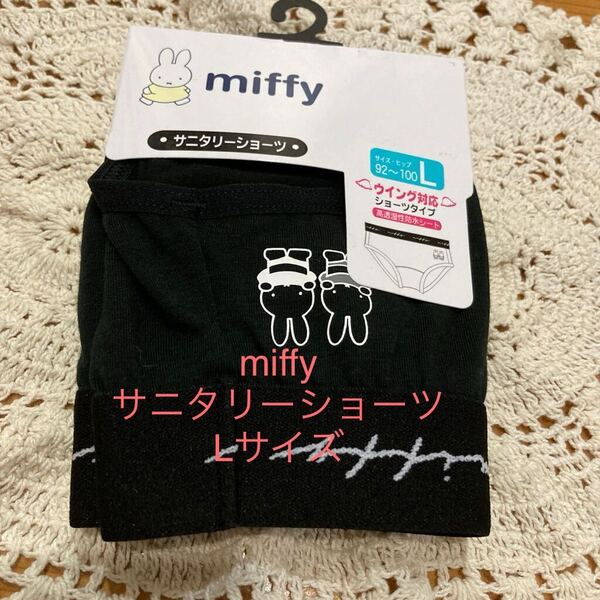 miffy
サニタリーショーツ
サイズ・ヒップ
92〜100 L
ウイング対応
ショーツタイプ
高透湿性防水シート
miffy
サニタリーショーツ
Lサイズ